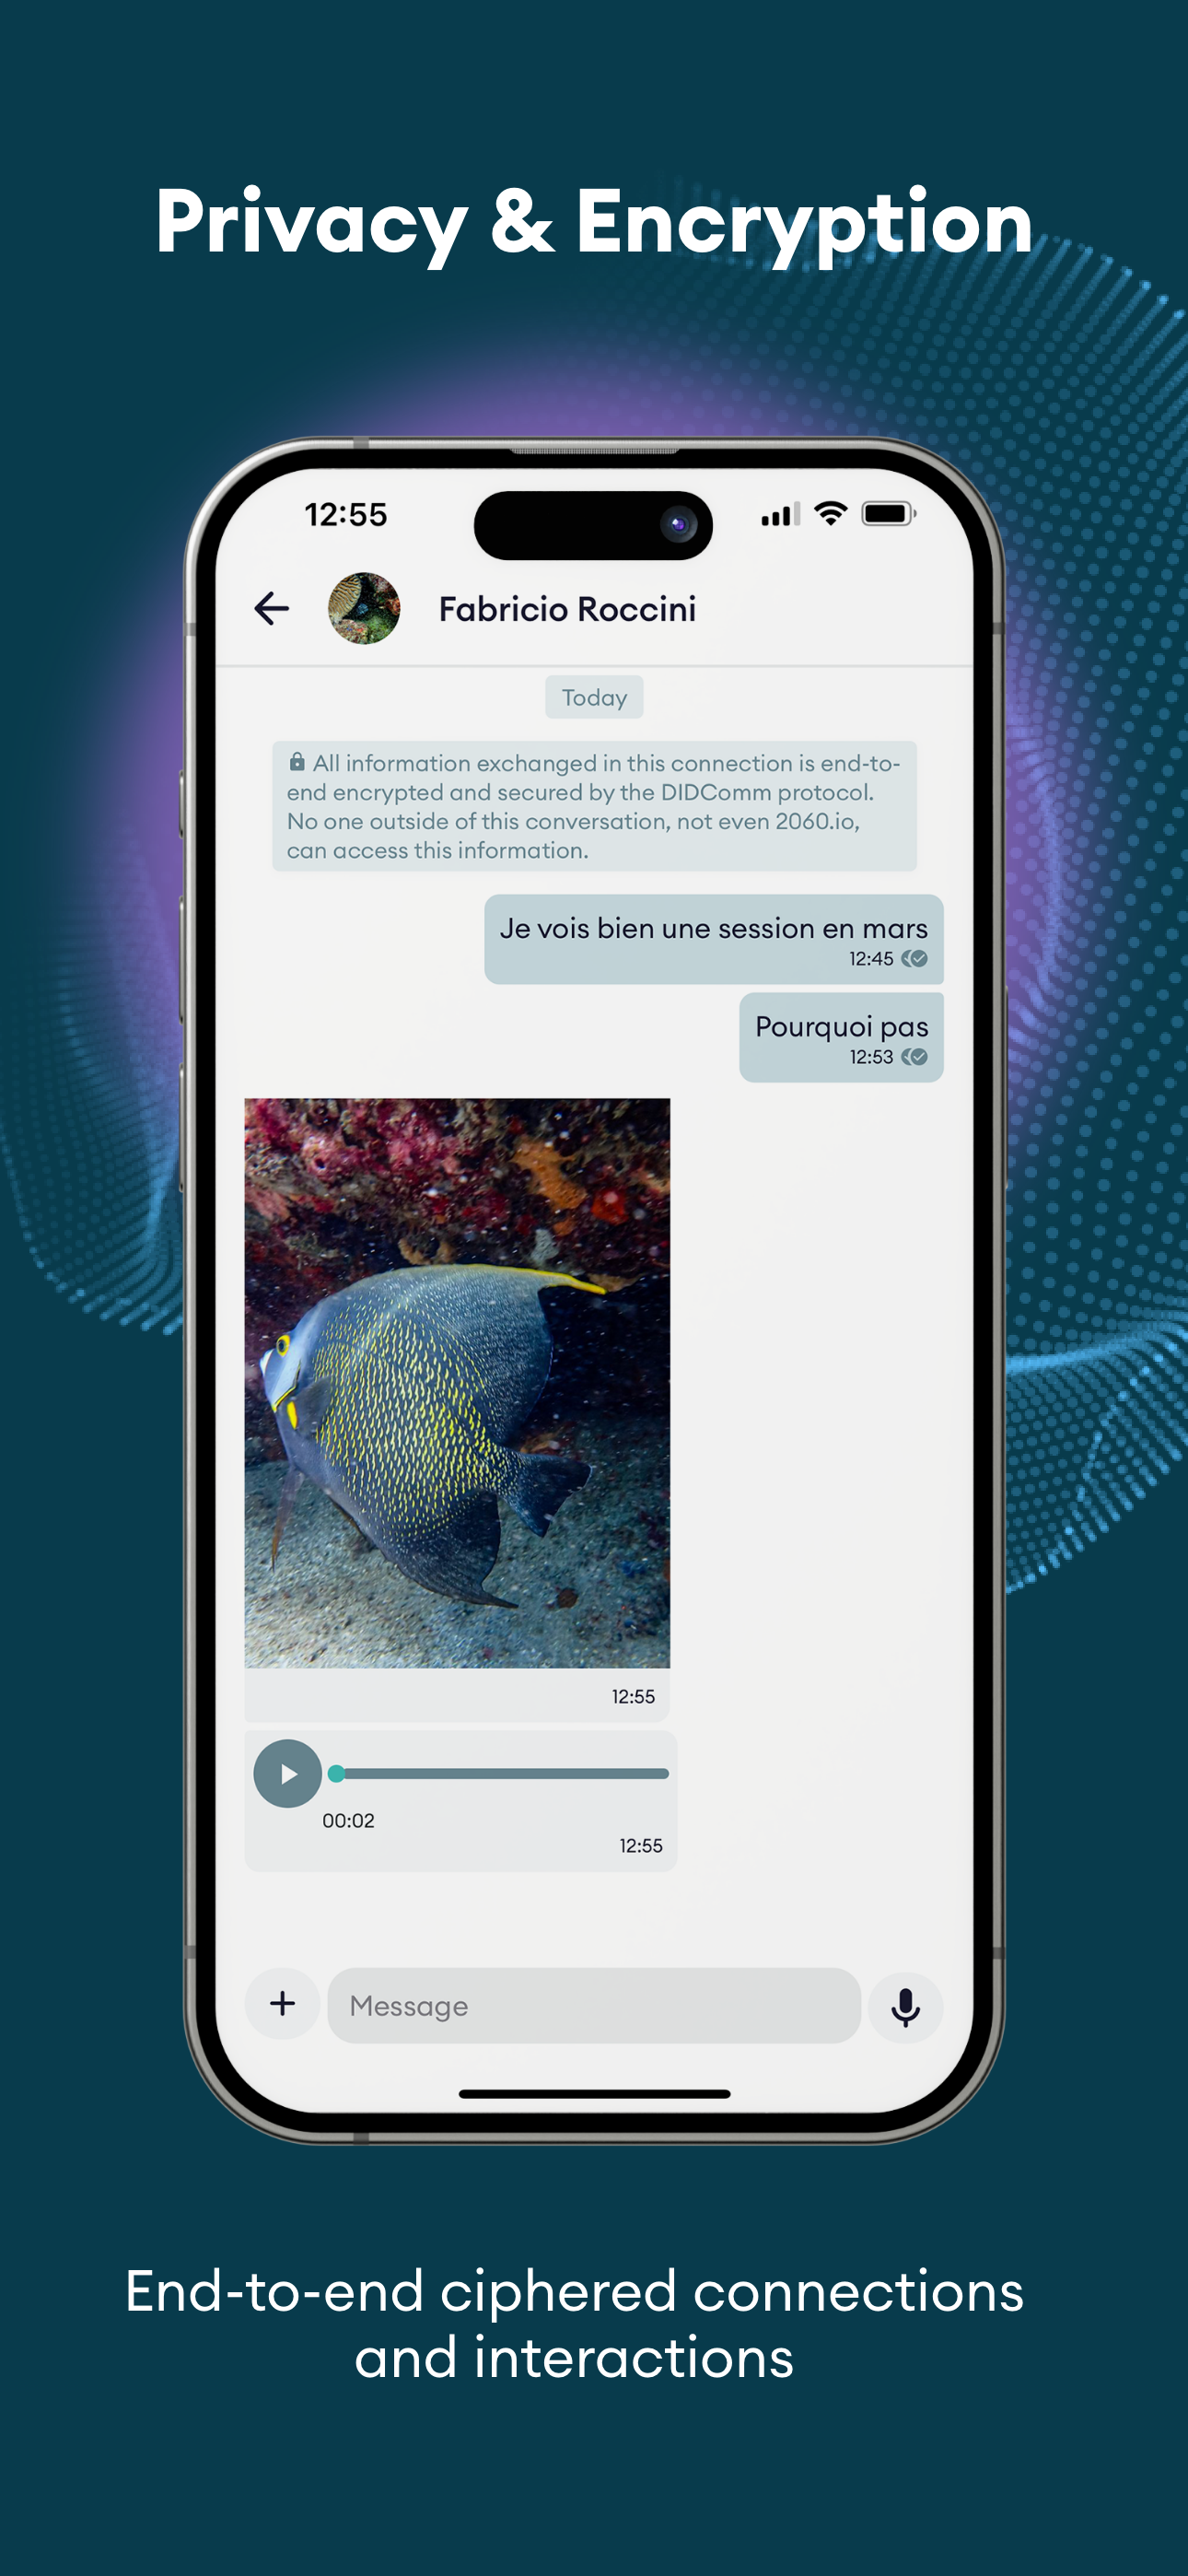 Privacy & Encryption
12:55
Fabricio Roccini
Today
All information exchanged in this connection is end-to-
end encrypted and secured by the DIDComm protocol.
No one outside of this conversation, not even 2060.io,
can access this information.
Je vois bien une session en mars
12:45
Pourquoi pas
12:53
12:55
00:02
12:55
Message
End-to-end ciphered connections
and interactions